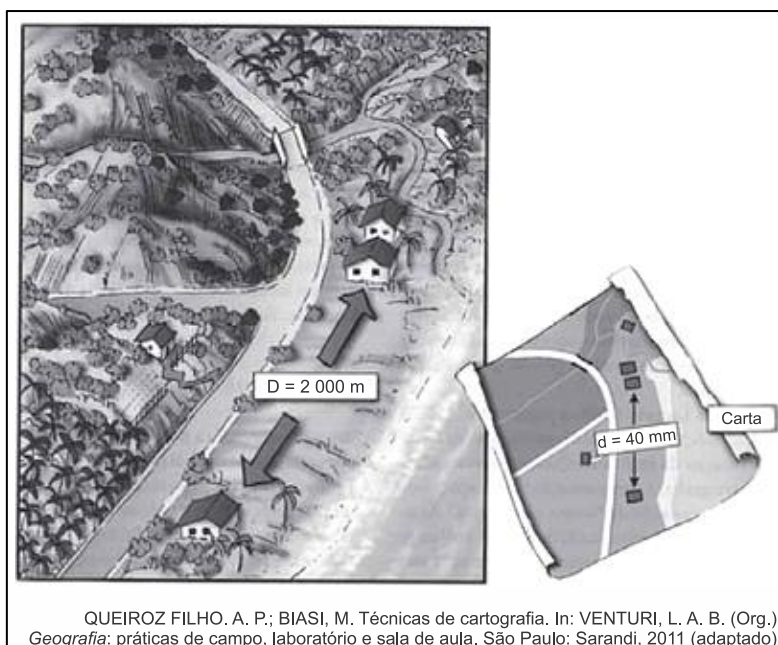 D = 2 000 m
Carta
d = 40 mm
QUEIROZ FILHO. A. P.; BIASI, M. Técnicas de cartografia. In: VENTURI, L. A. B. (Org.)
Geografia: práticas de campo, laboratório e sala de aula, São Paulo: Sarandi, 2011 (adaptado)